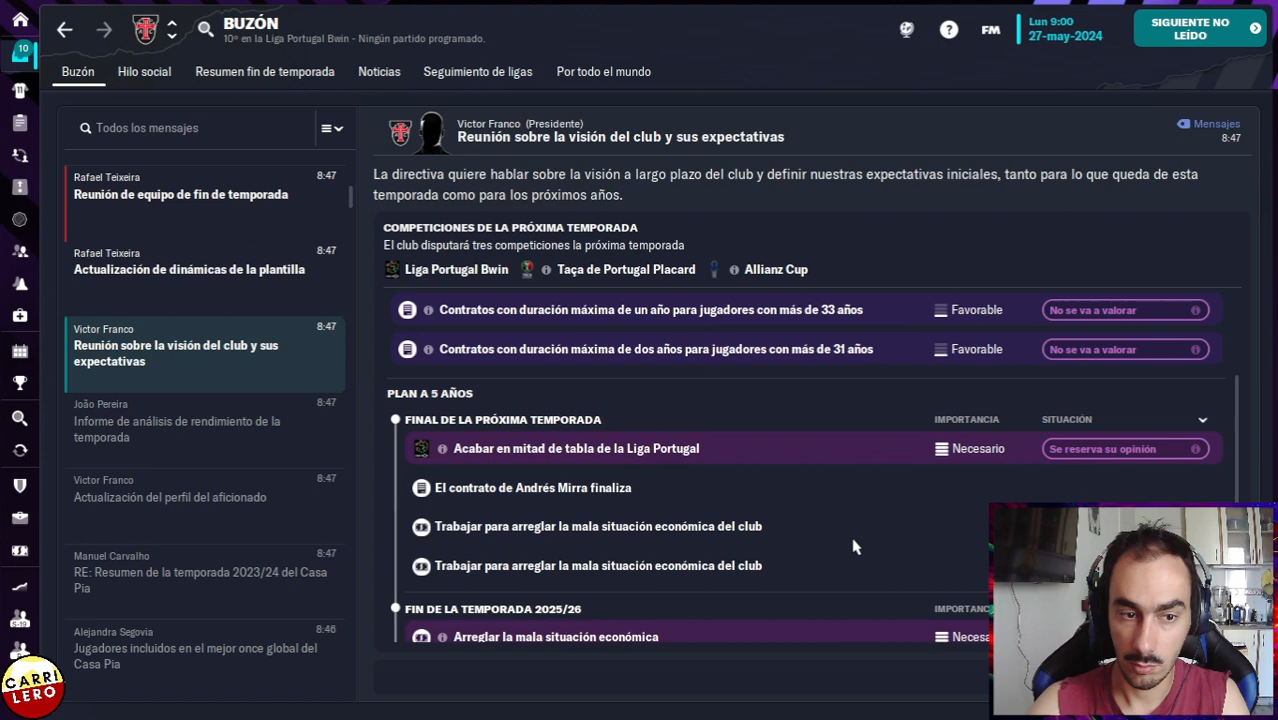 BUZÓN
10º en la Liga Portugal Bwin - Ningún partido programado.
FM
Lun 9:00
27-may-2024
SIGUIENTE NO
LEÍDO
10
11
Buzón
Hilo social
Resumen fin de temporada
Noticias
Seguimiento de ligas
Por todo el mundo
Todos los mensajes
Rafael Teixeira
8:47
Reunión de equipo de fin de temporada
Rafael Teixeira
8:47
Actualización de dinámicas de la plantilla
Victor Franco
8:47
Reunión sobre la visión del club y sus
expectativas
João Pereira
8:47
Informe de análisis de rendimiento de la
temporada
Victor Franco
8:47
Actualización del perfil del aficionado
Manuel Carvalho
8:47
RE: Resumen de la temporada 2023/24 del Casa
Pia
Alejandra Segovia
8:46
Jugadores incluidos en el mejor once global del
Casa Pia
S-19
CARRI
LERO
Victor Franco (Presidente)
Reunión sobre la visión del club y sus expectativas
Mensajes
8:47
La directiva quiere hablar sobre la visión a largo plazo del club y definir nuestras expectativas iniciales, tanto para lo que queda de esta
temporada como para los próximos años.
COMPETICIONES DE LA PRÓXIMA TEMPORADA
El club disputará tres competiciones la próxima temporada
Liga Portugal Bwin
Taça de Portugal Placard
Allianz Cup
Contratos con duración máxima de un año para jugadores con más de 33 años
Favorable
No se va a valorar
Contratos con duración máxima de dos años para jugadores con más de 31 años
Favorable
No se va a valorar
PLAN A 5 AÑOS
FINAL DE LA PRÓXIMA TEMPORADA
IMPORTANCIA
SITUACIÓN
Acabar en mitad de tabla de la Liga Portugal
Necesario
Se reserva su opinión
El contrato de Andrés Mirra finaliza
Trabajar para arreglar la mala situación económica del club
Trabajar para arreglar la mala situación económica del club
FIN DE LA TEMPORADA 2025/26
IMPORTANC
Arreglar la mala situación económica
Necesa